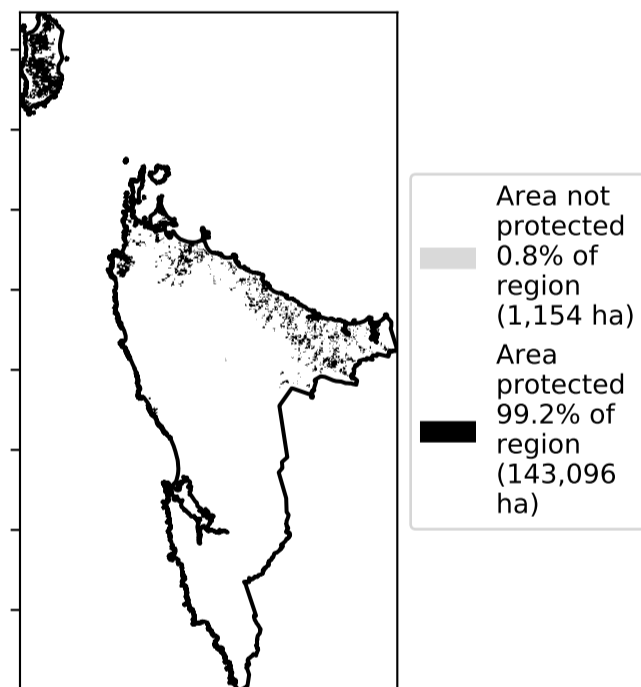 Area not
protected
0.8% of
region
(1,154 ha)
Area
protected
99.2% of
region
(143,096
ha)